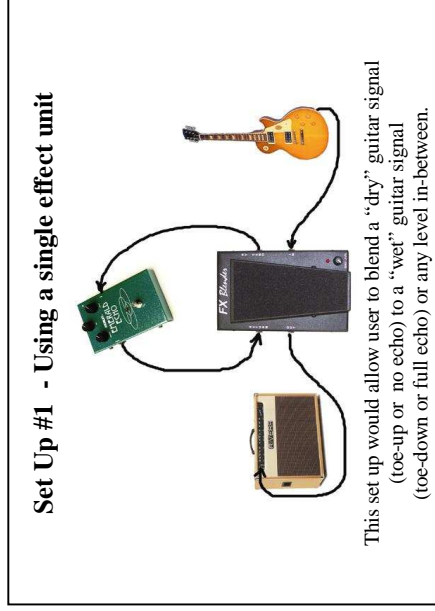 Set Up #1 - Using a single effect unit
EMERALD
ECHO
FX Blender
This set up would allow user to blend a “dry” guitar signal
(toe-up or no echo) to a “wet” guitar signal
(toe-down or full echo) or any level in-between.